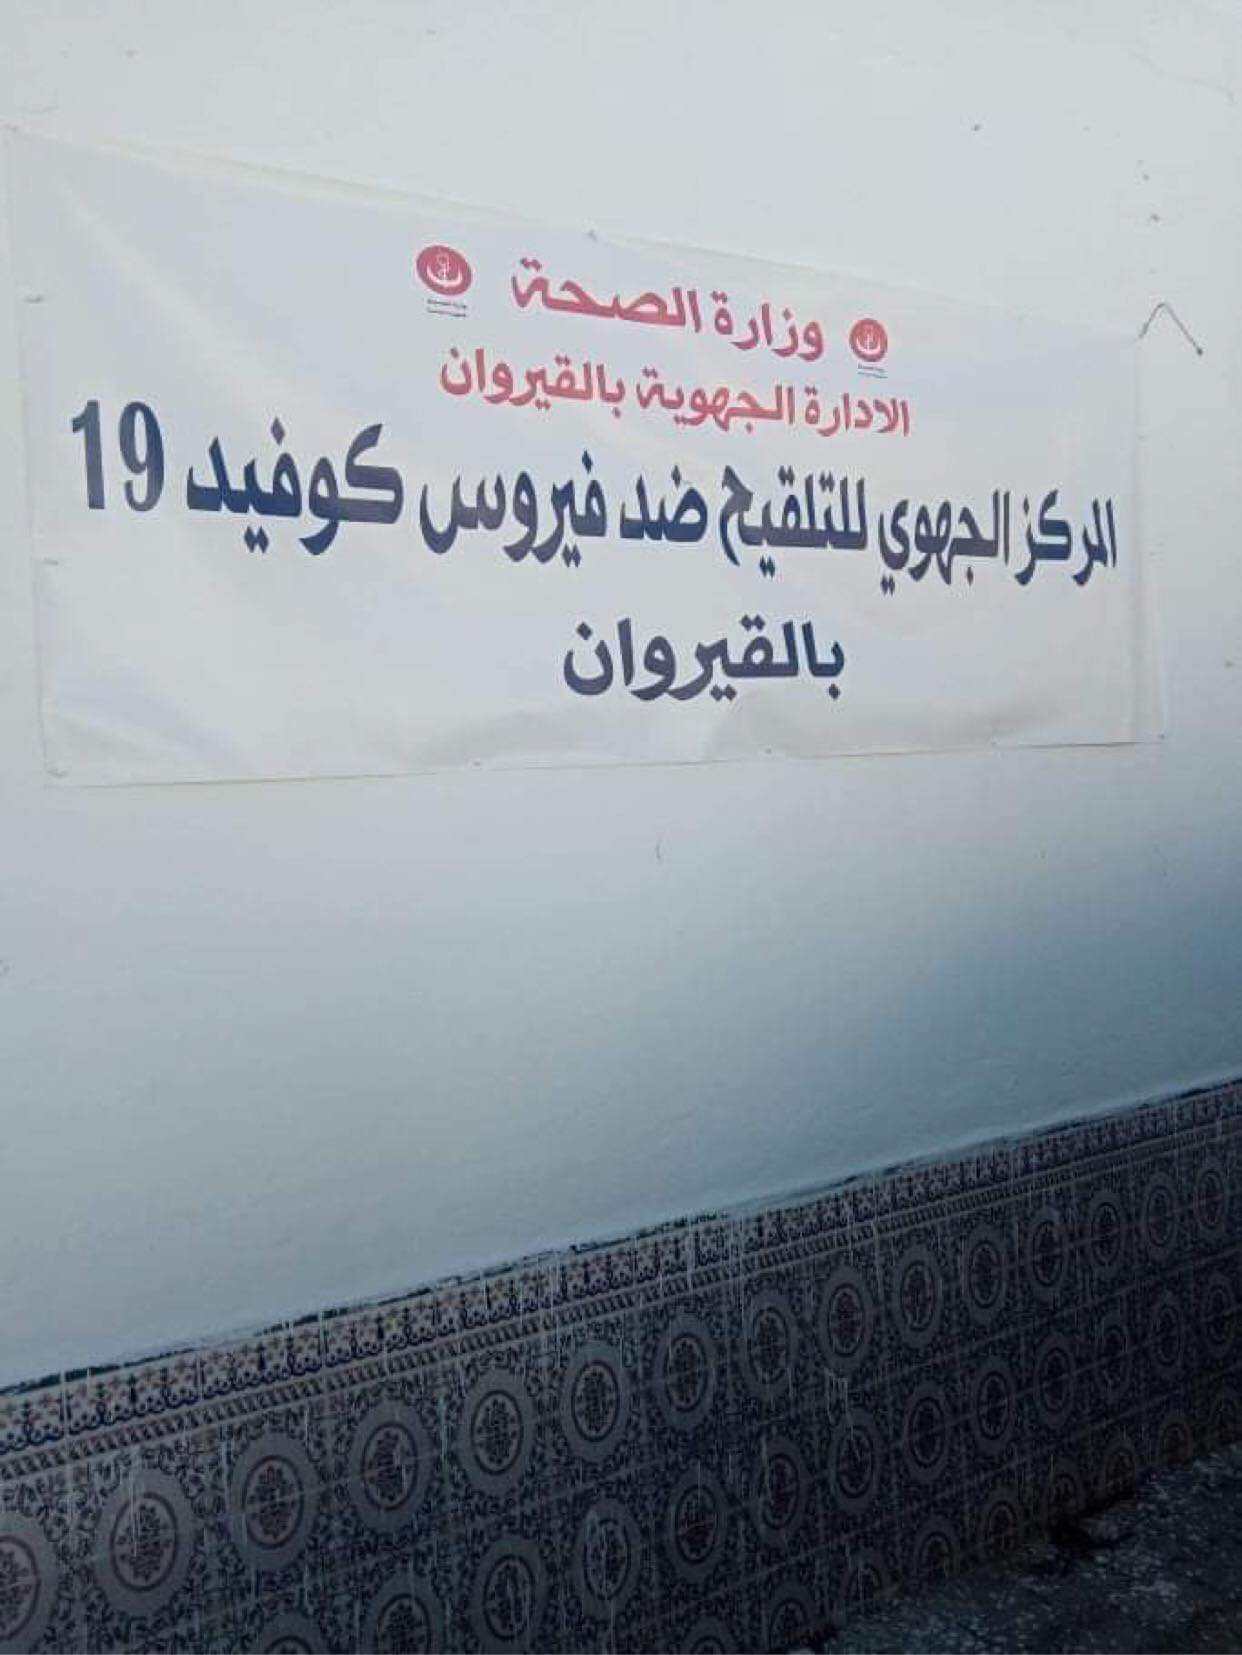 وزارة الصحة
الادارة الجهوية بالقيروان
المركز الجهوي للتلقيح ضد فيروس كوفيد 19
بالقيروان